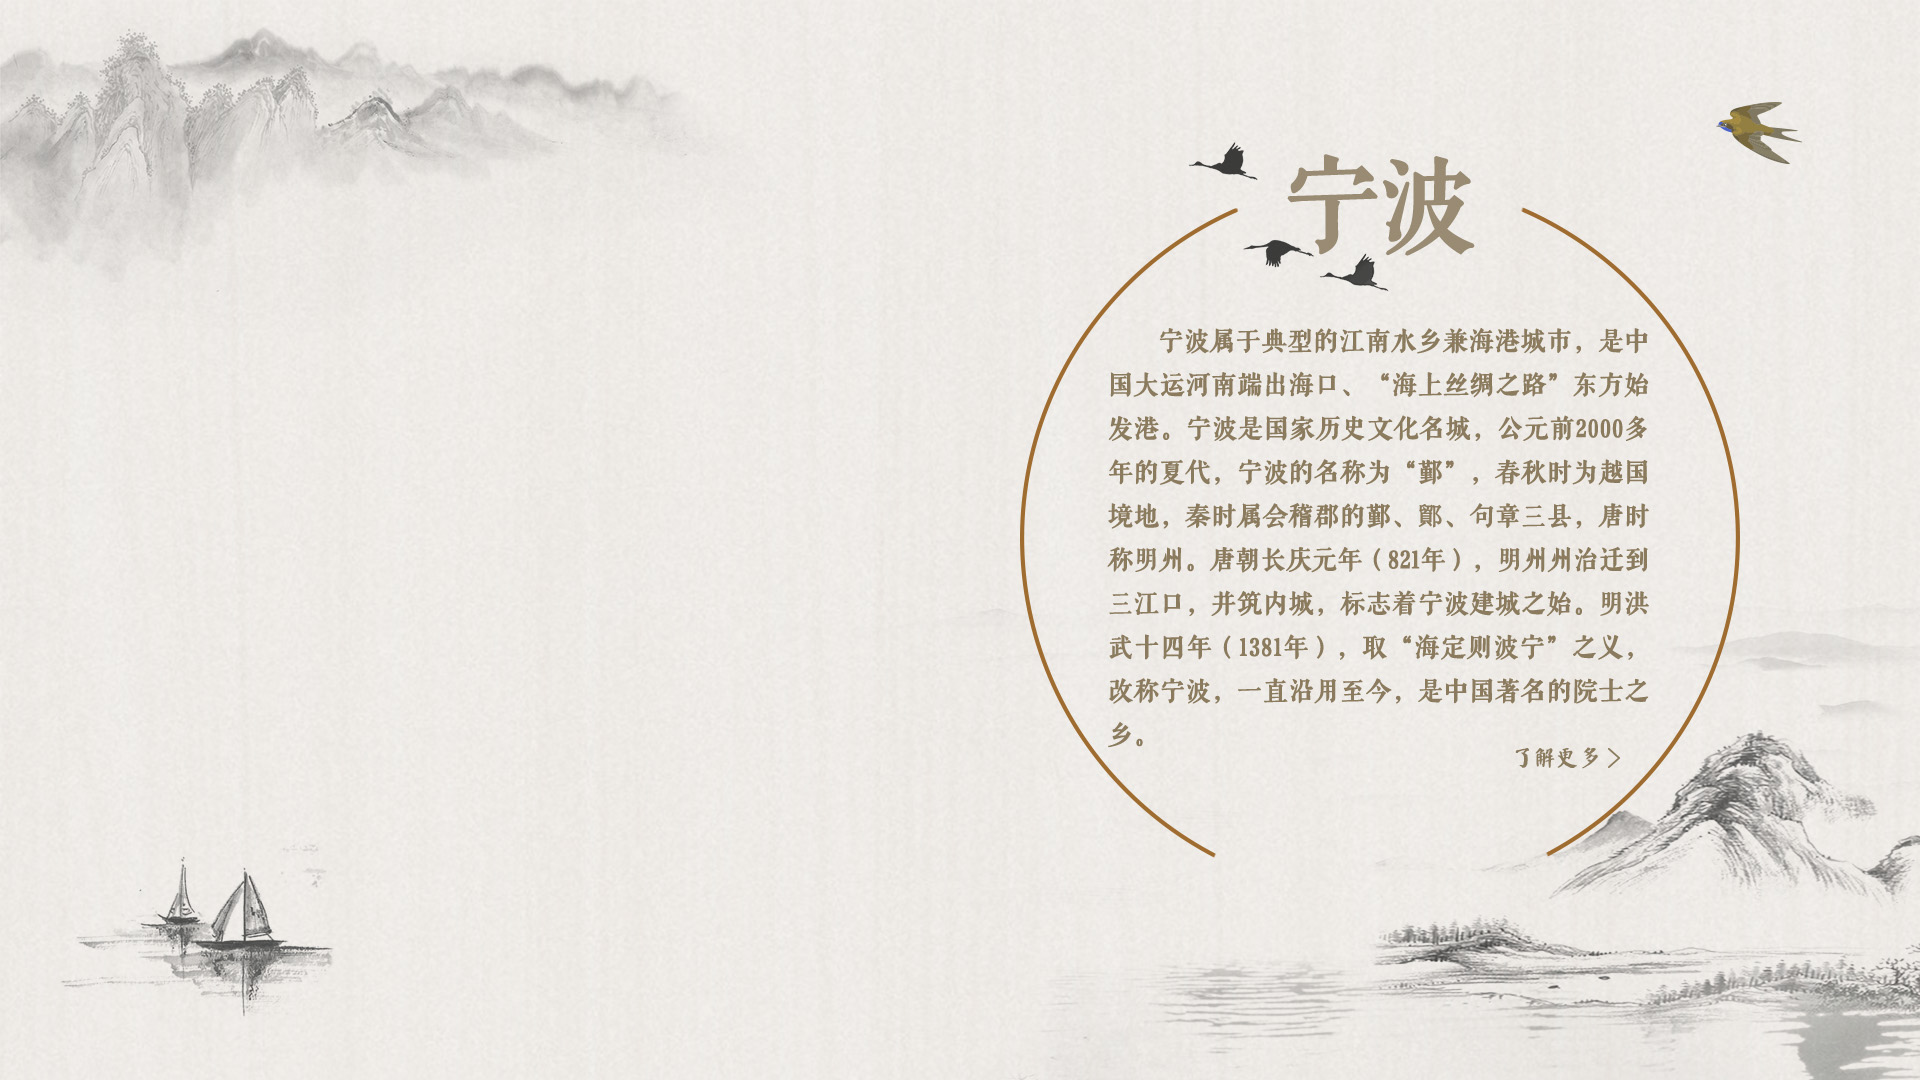 宁波
宁波属于典型的江南水乡兼海港城市，是中
国大运河南端出海口、“海上丝绸之路”东方始
发港。宁波是国家历史文化名城，公元前2000多
年的夏代，宁波的名称为“鄞”，春秋时为越国
境地，秦时属会稽郡的鄞、鄮、句章三县，唐时
称明州。唐朝长庆元年（821年），明州州治迁到
三江口，并筑内城，标志着宁波建城之始。明洪
武十四年（1381年），取“海定则波宁”之义，
改称宁波，一直沿用至今，是中国著名的院士之
乡。
了解更多>